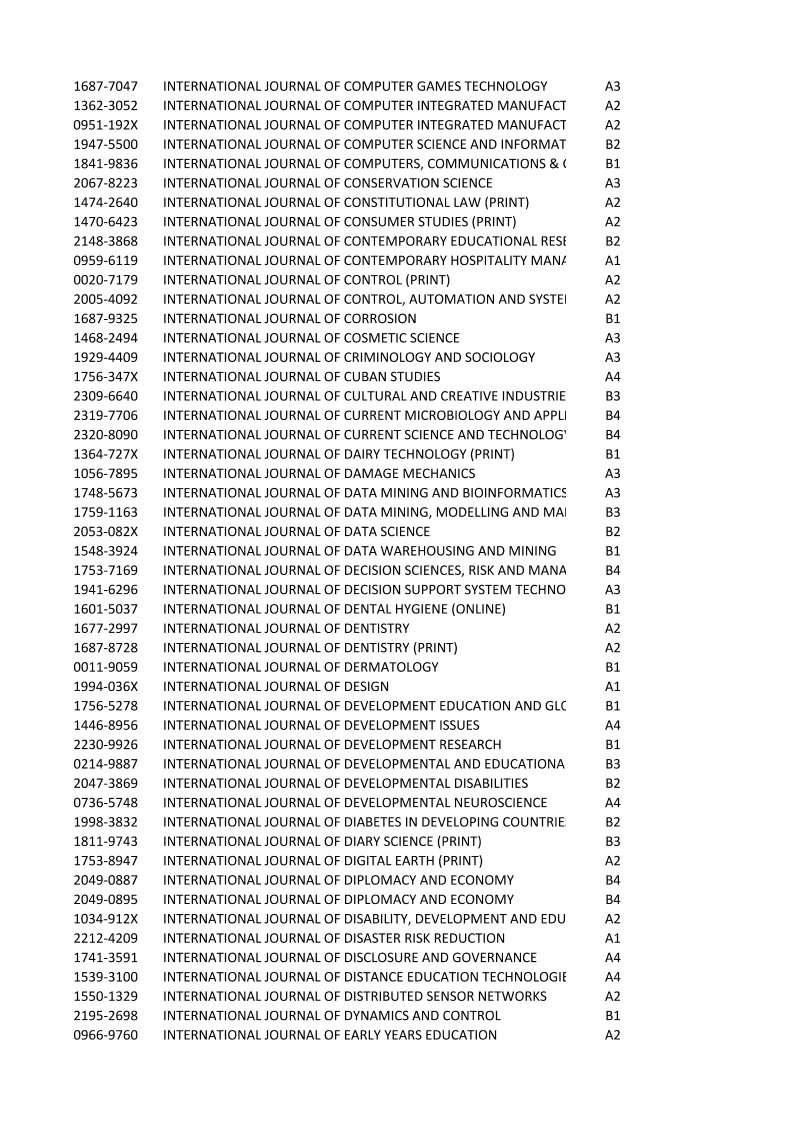 1687-7047 INTERNATIONAL JOURNAL OF COMPUTER GAMES TECHNOLOGY A3
1362-3052 INTERNATIONAL JOURNAL OF COMPUTER INTEGRATED MANUFACT A2
0951-192X INTERNATIONAL JOURNAL OF COMPUTER INTEGRATED MANUFACT A2
1947-5500 INTERNATIONAL JOURNAL OF COMPUTER SCIENCE AND INFORMAT B2
1841-9836 INTERNATIONAL JOURNAL OF COMPUTERS, COMMUNICATIONS & B1
2067-8223 INTERNATIONAL JOURNAL OF CONSERVATION SCIENCE A3
1474-2640 INTERNATIONAL JOURNAL OF CONSTITUTIONAL LAW (PRINT) A2
1470-6423 INTERNATIONAL JOURNAL OF CONSUMER STUDIES (PRINT) A2
2148-3868 INTERNATIONAL JOURNAL OF CONTEMPORARY EDUCATIONAL RESE B2
0959-6119 INTERNATIONAL JOURNAL OF CONTEMPORARY HOSPITALITY MANA A1
0020-7179 INTERNATIONAL JOURNAL OF CONTROL (PRINT) A2
2005-4092 INTERNATIONAL JOURNAL OF CONTROL, AUTOMATION AND SYSTE A2
1687-9325 INTERNATIONAL JOURNAL OF CORROSION B1
1468-2494 INTERNATIONAL JOURNAL OF COSMETIC SCIENCE A3
1929-4409 INTERNATIONAL JOURNAL OF CRIMINOLOGY AND SOCIOLOGY A3
1756-347X INTERNATIONAL JOURNAL OF CUBAN STUDIES A4
2309-6640 INTERNATIONAL JOURNAL OF CULTURAL AND CREATIVE INDUSTRIE B3
2319-7706 INTERNATIONAL JOURNAL OF CURRENT MICROBIOLOGY AND APPLI B4
2320-8090 INTERNATIONAL JOURNAL OF CURRENT SCIENCE AND TECHNOLOGY B4
1364-727X INTERNATIONAL JOURNAL OF DAIRY TECHNOLOGY (PRINT) B1
1056-7895 INTERNATIONAL JOURNAL OF DAMAGE MECHANICS A3
1748-5673 INTERNATIONAL JOURNAL OF DATA MINING AND BIOINFORMATICS A3
1759-1163 INTERNATIONAL JOURNAL OF DATA MINING, MODELLING AND MA B3
2053-082X INTERNATIONAL JOURNAL OF DATA SCIENCE B2
1548-3924 INTERNATIONAL JOURNAL OF DATA WAREHOUSING AND MINING B1
1753-7169 INTERNATIONAL JOURNAL OF DECISION SCIENCES, RISK AND MANA B4
1941-6296 INTERNATIONAL JOURNAL OF DECISION SUPPORT SYSTEM TECHNO A3
1601-5037 INTERNATIONAL JOURNAL OF DENTAL HYGIENE (ONLINE) B1
1677-2997 INTERNATIONAL JOURNAL OF DENTISTRY A2
1687-8728 INTERNATIONAL JOURNAL OF DENTISTRY (PRINT) A2
0011-9059 INTERNATIONAL JOURNAL OF DERMATOLOGY B1
1994-036X INTERNATIONAL JOURNAL OF DESIGN A1
1756-5278 INTERNATIONAL JOURNAL OF DEVELOPMENT EDUCATION AND GLO B1
1446-8956 INTERNATIONAL JOURNAL OF DEVELOPMENT ISSUES A4
2230-9926 INTERNATIONAL JOURNAL OF DEVELOPMENT RESEARCH B1
0214-9887 INTERNATIONAL JOURNAL OF DEVELOPMENTAL AND EDUCATIONA B3
2047-3869 INTERNATIONAL JOURNAL OF DEVELOPMENTAL DISABILITIES B2
0736-5748 INTERNATIONAL JOURNAL OF DEVELOPMENTAL NEUROSCIENCE A4
1998-3832 INTERNATIONAL JOURNAL OF DIABETES IN DEVELOPING COUNTRIE B2
1811-9743 INTERNATIONAL JOURNAL OF DIARY SCIENCE (PRINT) B3
1753-8947 INTERNATIONAL JOURNAL OF DIGITAL EARTH (PRINT) A2
2049-0887 INTERNATIONAL JOURNAL OF DIPLOMACY AND ECONOMY B4
2049-0895 INTERNATIONAL JOURNAL OF DIPLOMACY AND ECONOMY B4
1034-912X INTERNATIONAL JOURNAL OF DISABILITY, DEVELOPMENT AND EDU A2
2212-4209 INTERNATIONAL JOURNAL OF DISASTER RISK REDUCTION A1
1741-3591 INTERNATIONAL JOURNAL OF DISCLOSURE AND GOVERNANCE A4
1539-3100 INTERNATIONAL JOURNAL OF DISTANCE EDUCATION TECHNOLOGIE A4
1550-1329 INTERNATIONAL JOURNAL OF DISTRIBUTED SENSOR NETWORKS A2
2195-2698 INTERNATIONAL JOURNAL OF DYNAMICS AND CONTROL B1
0966-9760 INTERNATIONAL JOURNAL OF EARLY YEARS EDUCATION A2